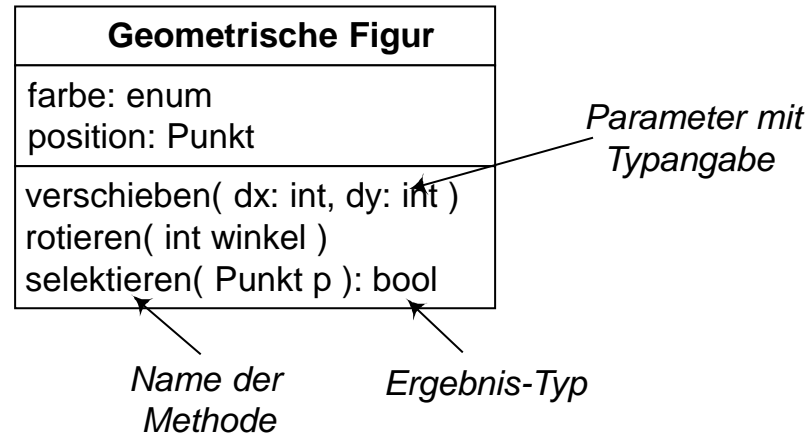 Geometrische Figur
farbe: enum
position: Punkt
verschieben( dx: int, dy: int )
rotieren( int winkel )
selektieren( Punkt p ): bool
Parameter mit
Typangabe
Name der
Methode
Ergebnis-Typ